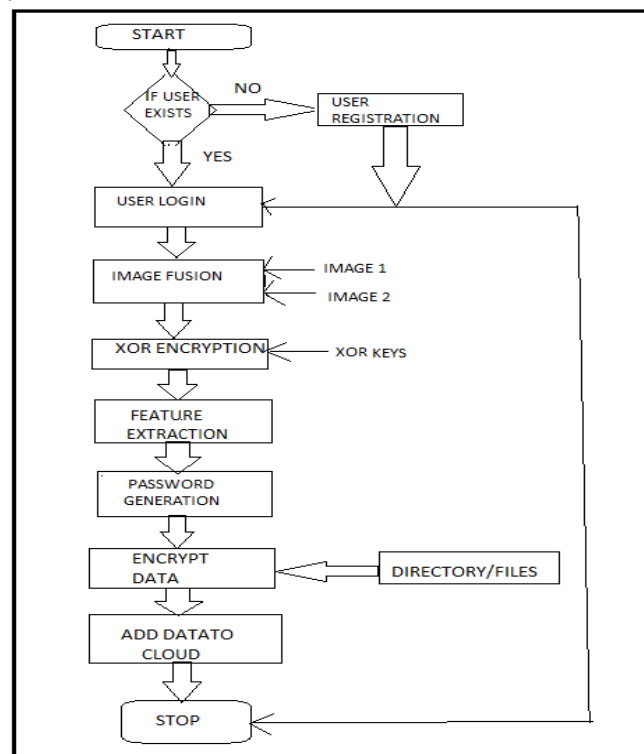 START
NO
IF USER
EXISTS
USER
REGISTRATION
YES
USER LOGIN
IMAGE FUSION
IMAGE 1
IMAGE 2
XOR ENCRYPTION
XOR KEYS
FEATURE
EXTRACTION
PASSWORD
GENERATION
ENCRYPT
DATA
DIRECTORY/FILES
ADD DATATO
CLOUD
STOP